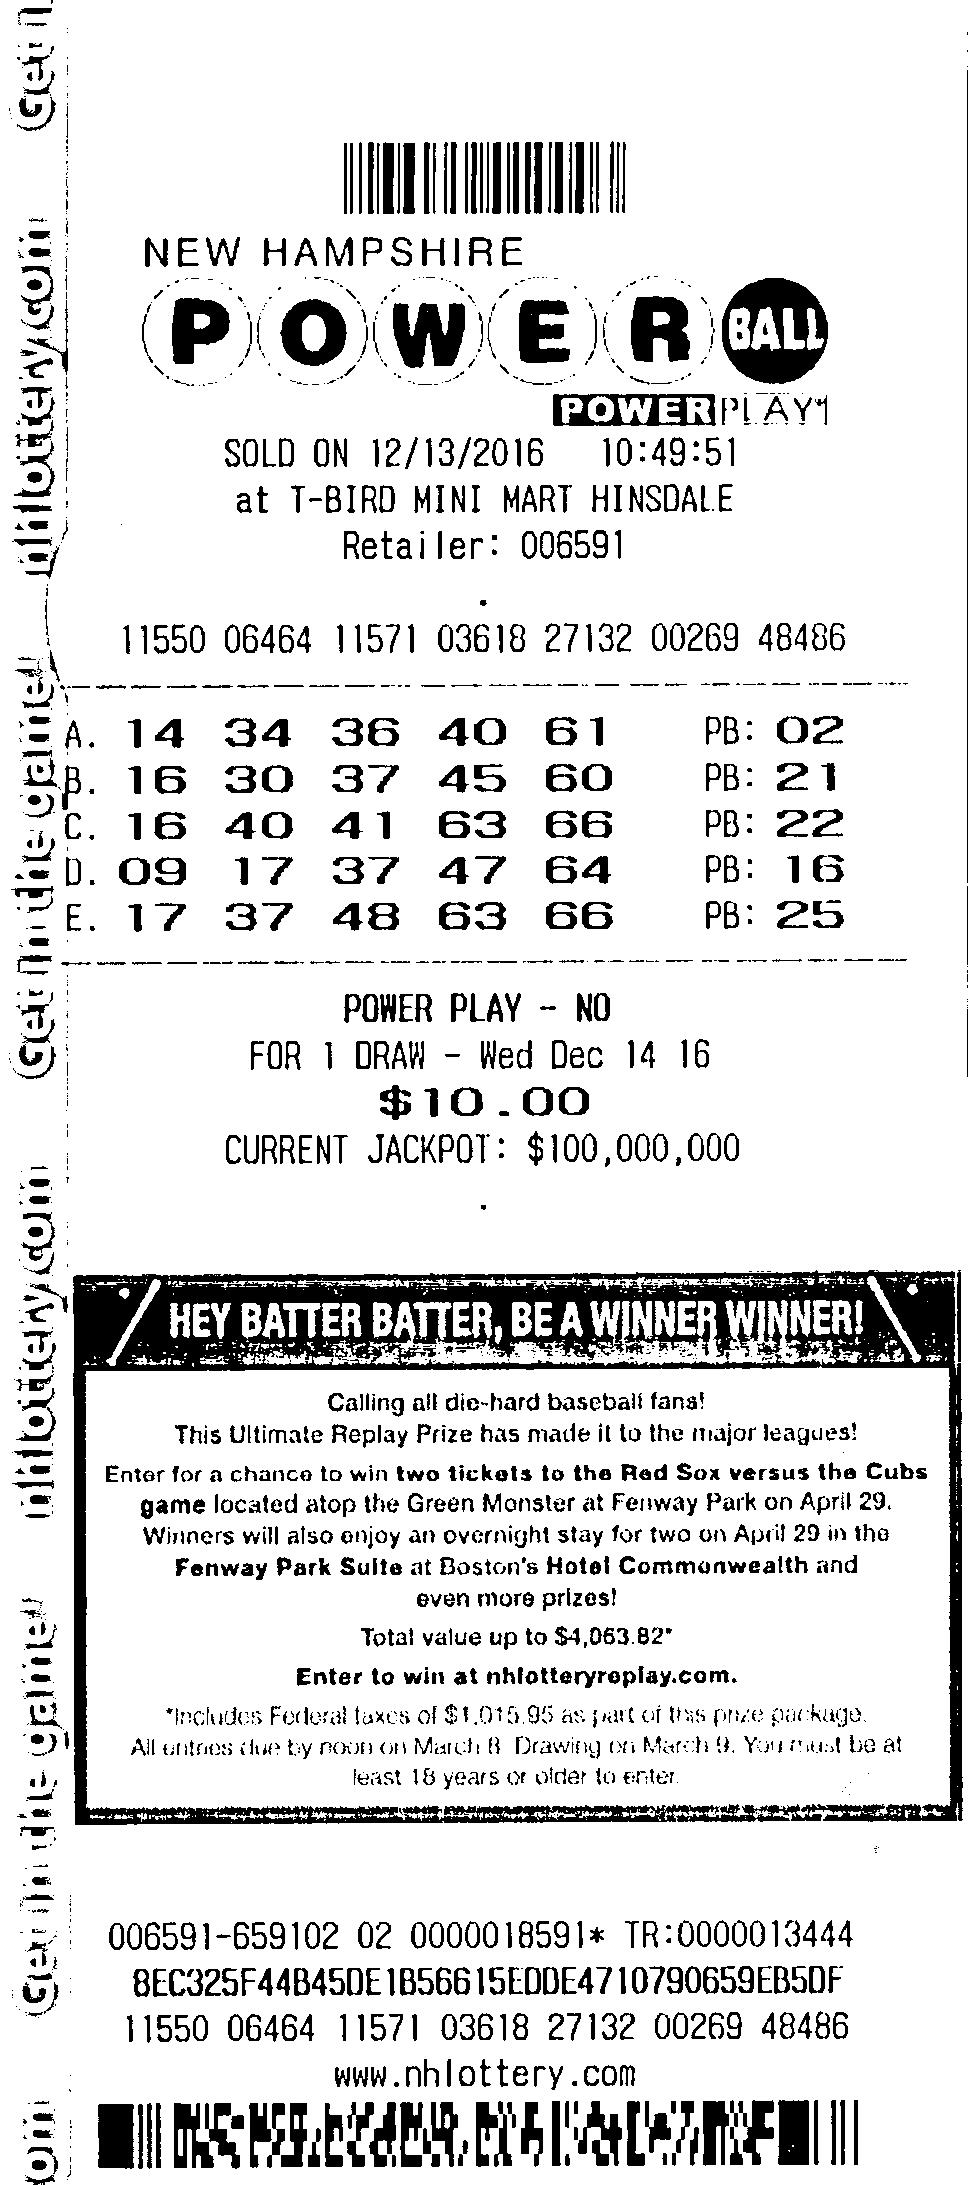 NEW HAMPSHIRE
POWER BALL
POWERPLAY
SOLD ON 12/13/2016 10:49:51
at T-BIRD MINI MART HINSDALE
Retailer: 006591
11550 06464 11571 03618 27132 00269 48486
A. 14 34 36 40 61 PB: 02
B. 16 30 37 45 60 PB: 21
C. 16 40 41 63 66 PB: 22
D. 09 17 37 47 64 PB: 16
E. 17 37 48 63 66 PB: 25
POWER PLAY - NO
FOR 1 DRAW - Wed Dec 14 16
$10.00
CURRENT JACKPOT: $100,000,000
HEY BATTER BATTER, BE A WINNER WINNER!
Calling all die-hard baseball fans!
This Ultimate Replay Prize has made it to the major leagues!
Enter for a chance to win two tickets to the Red Sox versus the Cubs
game located atop the Green Monster at Fenway Park on April 29.
Winners will also enjoy an overnight stay for two on April 29 in the
Fenway Park Suite at Boston's Hotel Commonwealth and
even more prizes!
Total value up to $4,063.82*
Enter to win at nhlotteryreplay.com.
*Includes Federal taxes of $1,015.95 as part of this prize package.
All entries due by noon on March 8. Drawing on March 9. You must be at
least 18 years or older to enter.
006591-659102 02 0000018591* TR:0000013444
8EC325F44B45DE1B56615EDDE4710790659EB5DF
11550 06464 11571 03618 27132 00269 48486
www.nhlottery.com
Get in the game!
nhlottery.com
Get in the game!
nhlottery.com